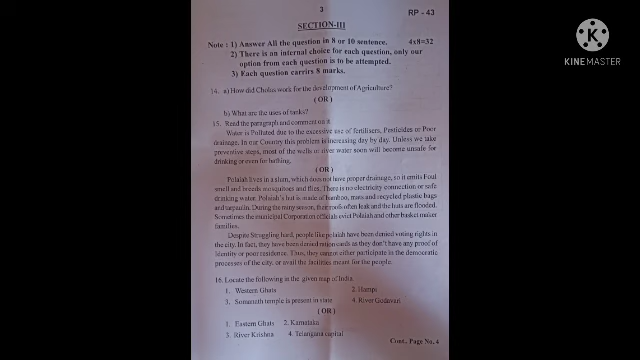 3
RP - 43
SECTION-III
Note : 1) Answer All the question in 8 or 10 sentence. 4x8=32
2) There is an internal choice for each question, only our
option from each question is to be attempted.
3) Each question carrirs 8 marks.
14. a) How did Cholas work for the development of Agriculture?
(OR)
b) What are the uses of tanks?
15. Read the paragraph and comment on it.
Water is Polluted due to the excessive use of fertilisers, Pesticides or Poor
drainage. In our Country this problem is increasing day by day. Unless we take
preventive steps, most of the wells or river water soon will become unsafe for
drinking or even for bathing.
(OR)
Polaiah lives in a slum, which does not have proper drainage, so it emits Foul
smell and breeds mosquitoes and flies. There is no electricity connection or safe
drinking water. Polaiah's hut is made of bamboo, mats and recycled plastic bags
and tarpaulin. During the rainy season, their roofs often leak and the huts are flooded.
Sometimes the municipal Corporation officials evict Polaiah and other basket maker
families.
Despite Struggling hard, people like polaiah have been denied voting rights in
the city. In fact, they have been denied ration cards as they don't have any proof of
identity or poor residence. Thus, they cannot either participate in the democratic
processes of the city, or avail the facilities meant for the people.
16. Locate the following in the given map of India.
1. Western Ghats 2. Hampi
3. Somanath temple is present in state 4. River Godavari
(OR)
1. Eastern Ghats 2. Karnataka
3. River Krishna 4. Telangana capital
Cont. Page No. 4
K
KINEMASTER